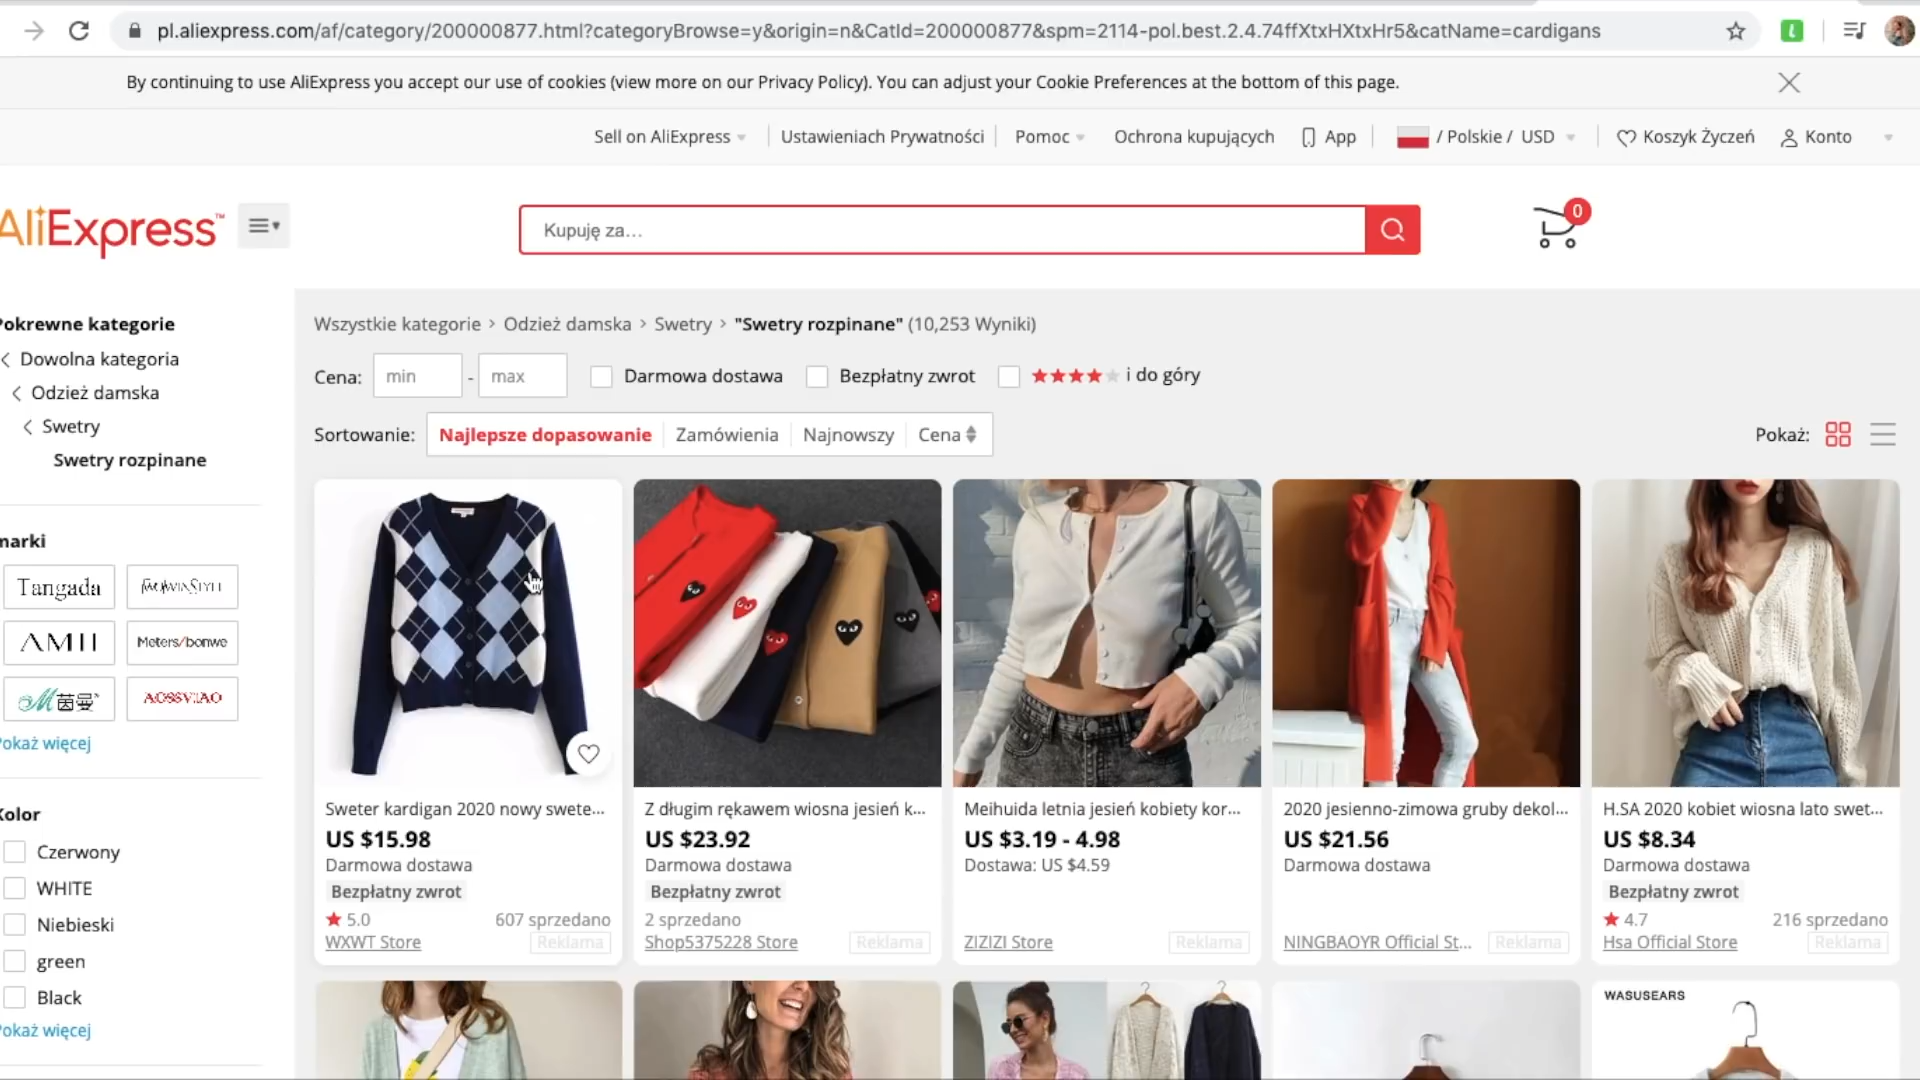 pl.aliexpress.com/af/category/200000877.html?categoryBrowse=y&origin=n&CatId=200000877&spm=2114-pol.best.2.4.74ffXtxHXtxHr5&catName=cardigans
By continuing to use AliExpress you accept our use of cookies (view more on our Privacy Policy). You can adjust your Cookie Preferences at the bottom of this page.
Sell on AliExpress Ustawieniach Prywatności Pomoc Ochrona kupujących App / Polskie / USD Koszyk Życzeń Konto
AliExpress™
Kupuję za...
0
Pokrewne kategorie
< Dowolna kategoria
< Odzież damska
< Swetry
Swetry rozpinane
marki
Tangada
AMII
Meters/bonwe
茵曼
AOSSVIAO
Pokaż więcej
Kolor
Czerwony
WHITE
Niebieski
green
Black
Pokaż więcej
Wszystkie kategorie > Odzież damska > Swetry > "Swetry rozpinane" (10,253 Wyniki)
Cena: min - max Darmowa dostawa Bezpłatny zwrot i do góry
Sortowanie: Najlepsze dopasowanie Zamówienia Najnowszy Cena
Pokaż:
Sweter kardigan 2020 nowy swete...
US $15.98
Darmowa dostawa
Bezpłatny zwrot
5.0 607 sprzedano
WXWT Store Reklama
Z długim rękawem wiosna jesień k...
US $23.92
Darmowa dostawa
Bezpłatny zwrot
2 sprzedano
Shop5375228 Store Reklama
Meihuida letnia jesień kobiety kor...
US $3.19 - 4.98
Dostawa: US $4.59
ZIZIZI Store Reklama
2020 jesienno-zimowa gruby dekol...
US $21.56
Darmowa dostawa
NINGBAOYR Official St... Reklama
H.SA 2020 kobiet wiosna lato swet...
US $8.34
Darmowa dostawa
Bezpłatny zwrot
4.7 216 sprzedano
Hsa Official Store Reklama
WASUSEARS